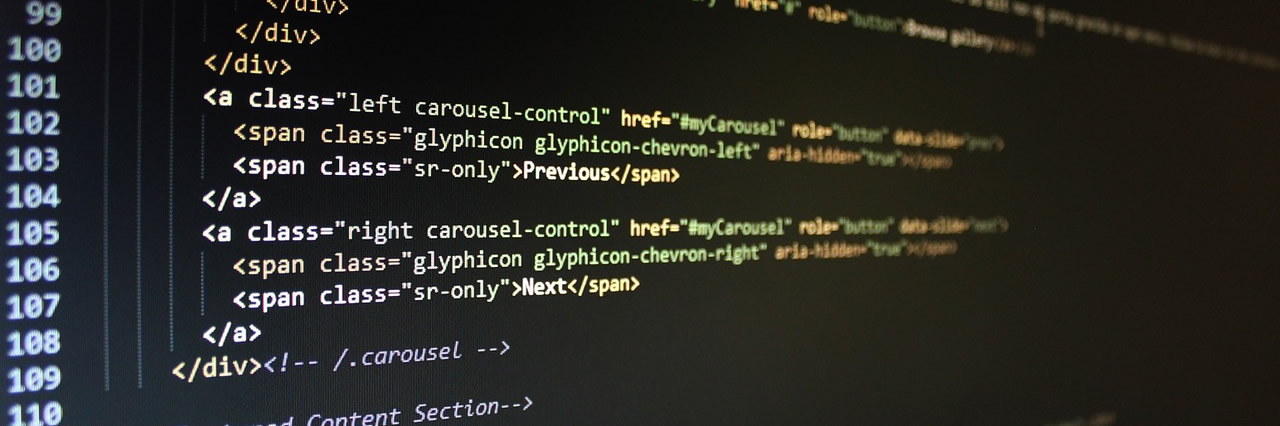 99 </div>
100 </div>
101 </div>
102 <a class="left carousel-control" href="#myCarousel" role="button" data-slide="prev">
103 <span class="glyphicon glyphicon-chevron-left" aria-hidden="true"></span>
104 <span class="sr-only">Previous</span>
105 </a>
106 <a class="right carousel-control" href="#myCarousel" role="button" data-slide="next">
107 <span class="glyphicon glyphicon-chevron-right" aria-hidden="true"></span>
108 <span class="sr-only">Next</span>
109 </a>
110 </div><!-- /.carousel -->
Content Section-->
href="#" role="button">Browse gallery